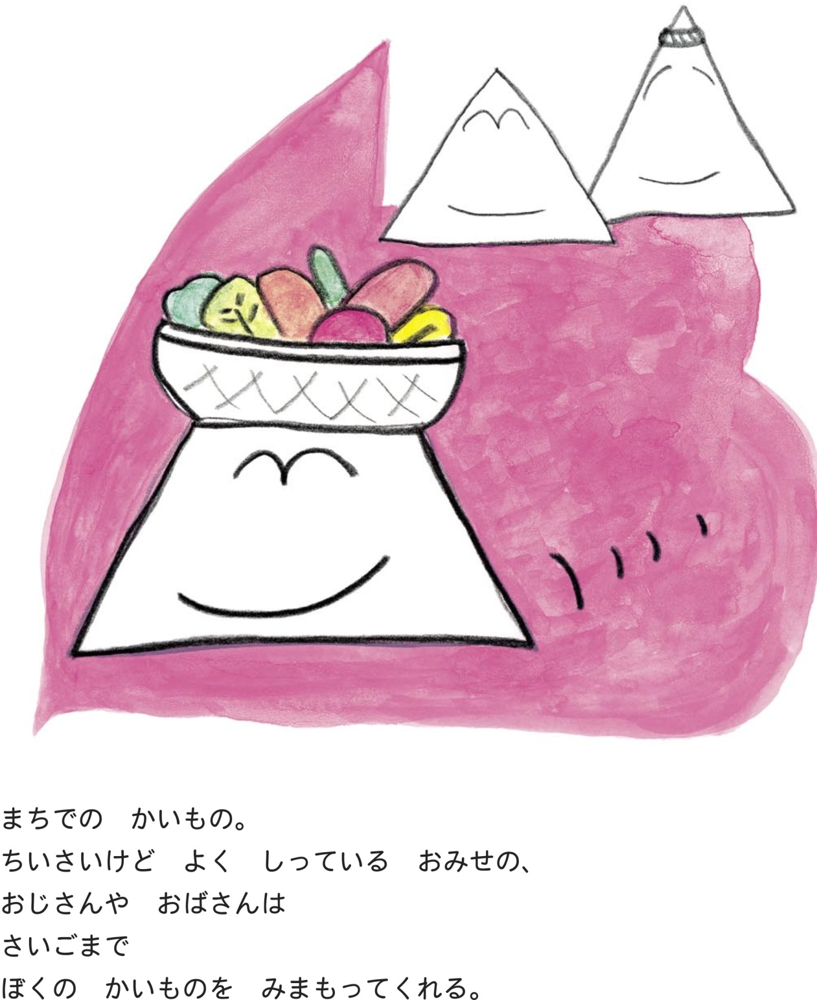 まちでの　かいもの。
ちいさいけど　よく　しっている　おみせの、
おじさんや　おばさんは
さいごまで
ぼくの　かいものを　みまもってくれる。